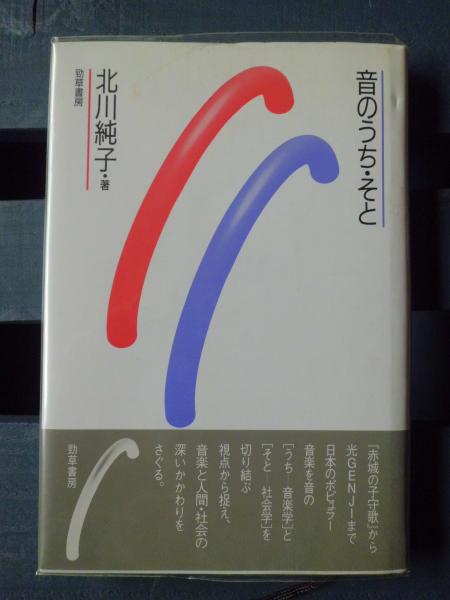 音のうち・そと
北川純子・著
勁草書房
『赤城の子守歌』から
光GENJIまで
日本のポピュラー
音楽を音の
[うち──音楽学]と
[そと──社会学]を
切り結ぶ
視点から捉え、
音楽と人間・社会の
深いかかわりを
さぐる。
勁草書房